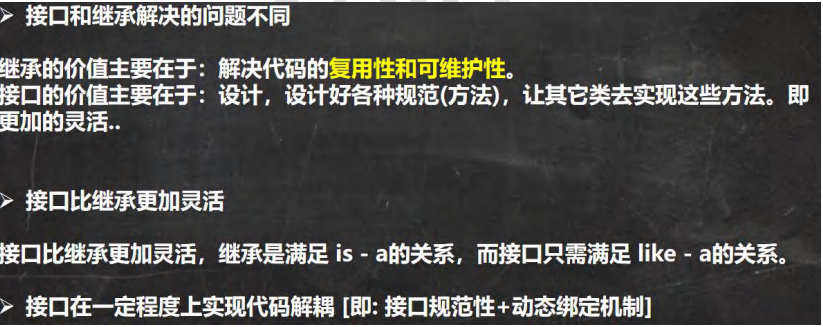 ➢ 接口和继承解决的问题不同
继承的价值主要在于：解决代码的复用性和可维护性。
接口的价值主要在于：设计，设计好各种规范(方法)，让其它类去实现这些方法。即
更加的灵活..
➢ 接口比继承更加灵活
接口比继承更加灵活，继承是满足 is - a的关系，而接口只需满足 like - a的关系。
➢ 接口在一定程度上实现代码解耦 [即: 接口规范性+动态绑定机制]